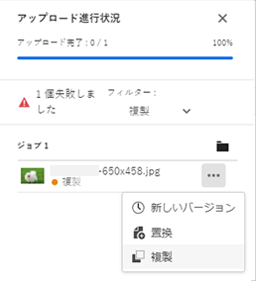 アップロード進行状況
アップロード完了 : 0 / 1 100%
1 個失敗しました
フィルター :
複製
ジョブ 1
-650x458.jpg
複製
新しいバージョン
置換
複製